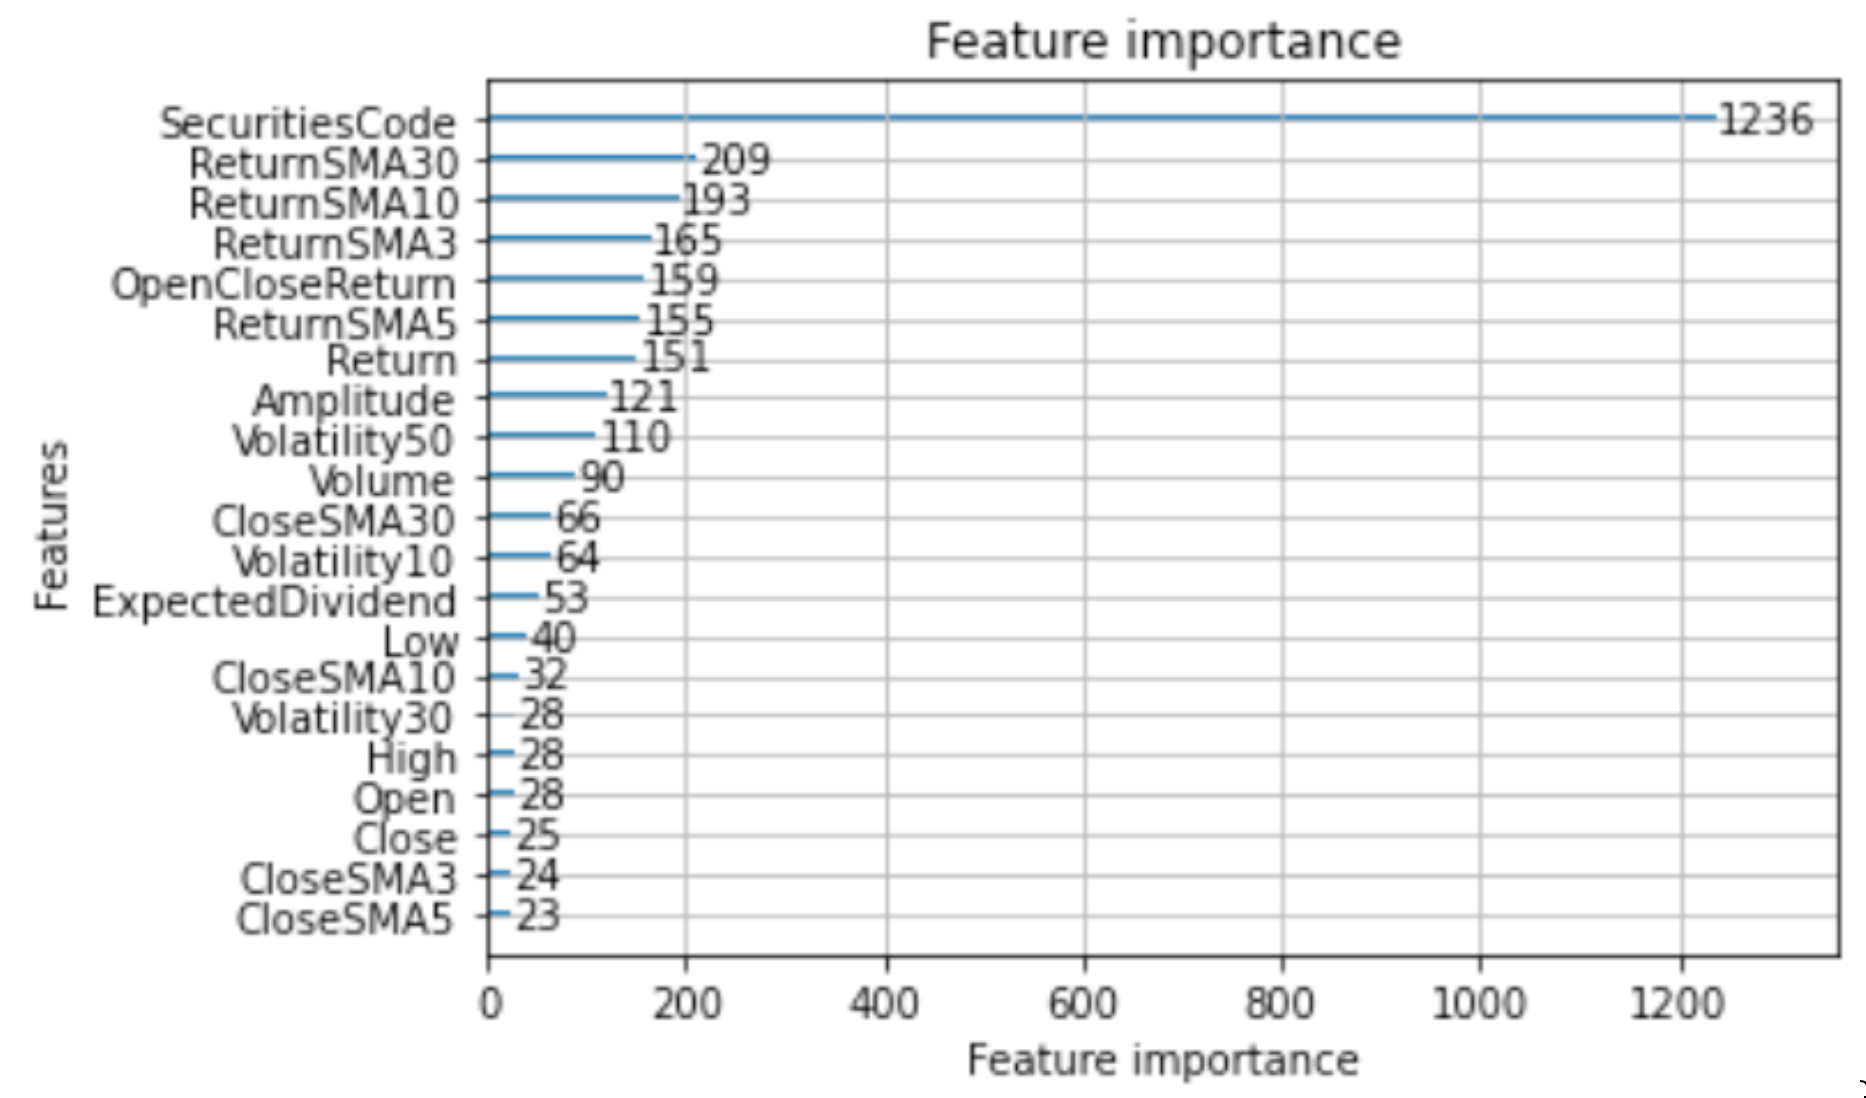 Feature importance
SecuritiesCode 1236
ReturnSMA30 209
ReturnSMA10 193
ReturnSMA3 165
OpenCloseReturn 159
ReturnSMA5 155
Return 151
Amplitude 121
Volatility50 110
Volume 90
CloseSMA30 66
Volatility10 64
ExpectedDividend 53
Low 40
CloseSMA10 32
Volatility30 28
High 28
Open 28
Close 25
CloseSMA3 24
CloseSMA5 23
Features
0 200 400 600 800 1000 1200
Feature importance